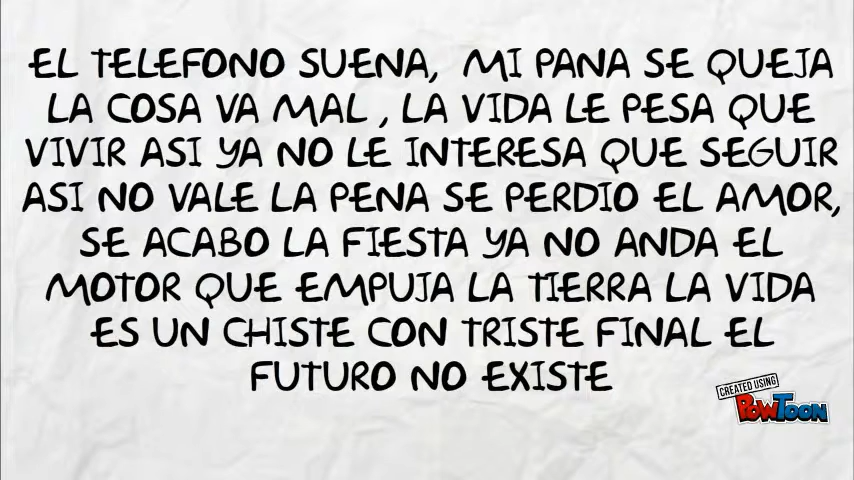 EL TELEFONO SUENA, MI PANA SE QUEJA
LA COSA VA MAL , LA VIDA LE PESA QUE
VIVIR ASI YA NO LE INTERESA QUE SEGUIR
ASI NO VALE LA PENA SE PERDIO EL AMOR,
SE ACABO LA FIESTA YA NO ANDA EL
MOTOR QUE EMPUJA LA TIERRA LA VIDA
ES UN CHISTE CON TRISTE FINAL EL
FUTURO NO EXISTE
CREATED USING
POWTOON